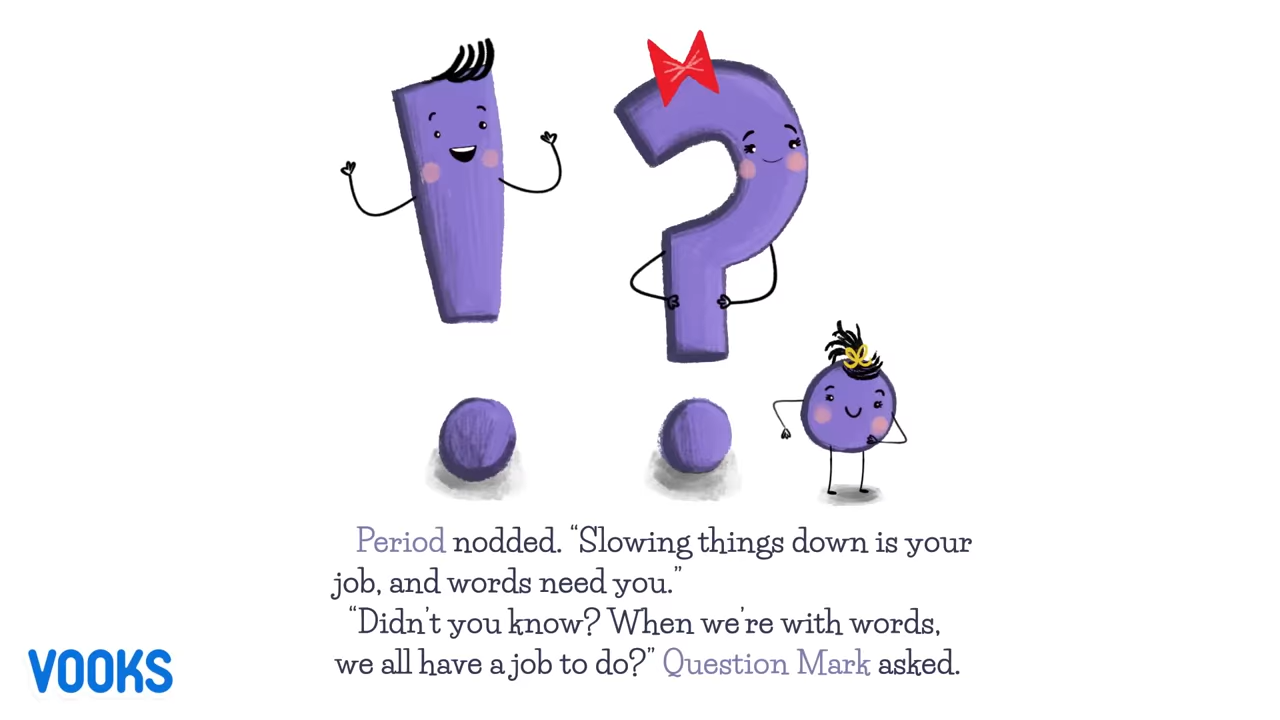 Period nodded. “Slowing things down is your
job, and words need you.”
“Didn't you know? When we're with words,
we all have a job to do?” Question Mark asked.
VOOKS